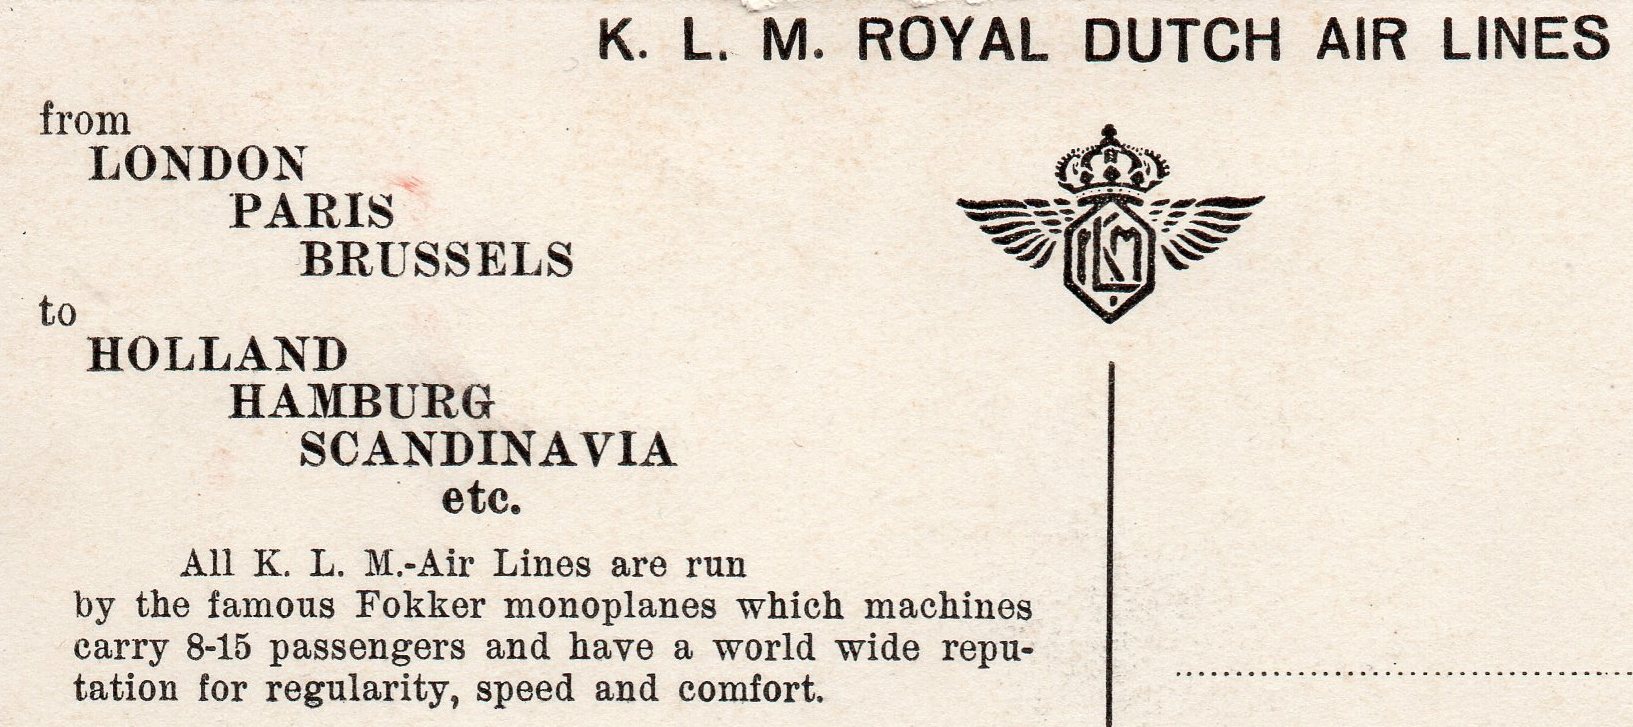 K. L. M. ROYAL DUTCH AIR LINES
from
LONDON
PARIS
BRUSSELS
to
HOLLAND
HAMBURG
SCANDINAVIA
etc.
KLM
All K. L. M.-Air Lines are run
by the famous Fokker monoplanes which machines
carry 8-15 passengers and have a world wide repu-
tation for regularity, speed and comfort.